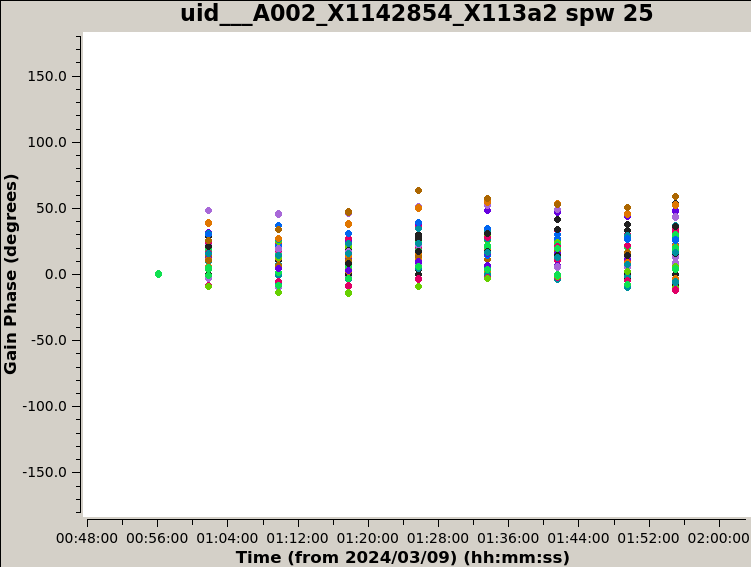 uid___A002_X1142854_X113a2 spw 25
150.0
100.0
50.0
0.0
-50.0
-100.0
-150.0
Gain Phase (degrees)
00:48:00 00:56:00 01:04:00 01:12:00 01:20:00 01:28:00 01:36:00 01:44:00 01:52:00 02:00:00
Time (from 2024/03/09) (hh:mm:ss)